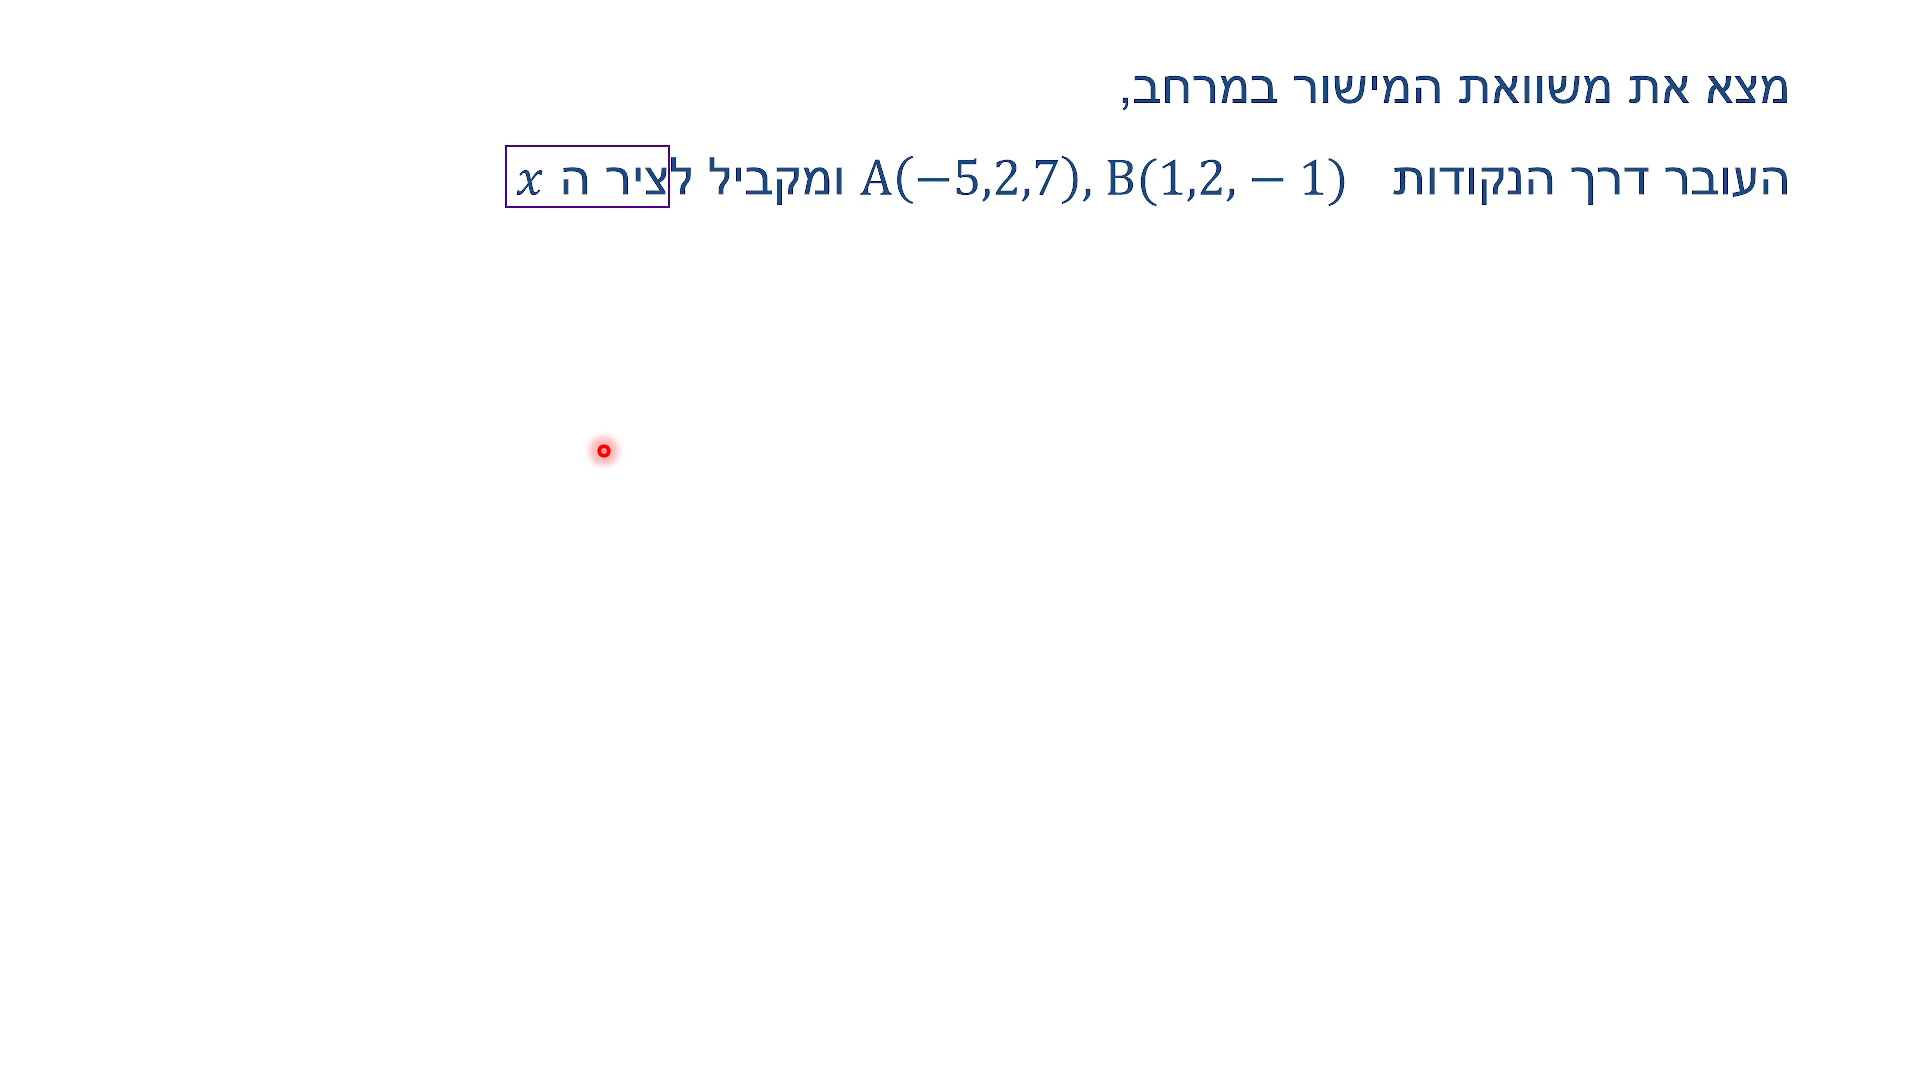 מצא את משוואת המישור במרחב,
העובר דרך הנקודות A(−5,2,7), B(1,2, − 1) ומקביל לציר ה x